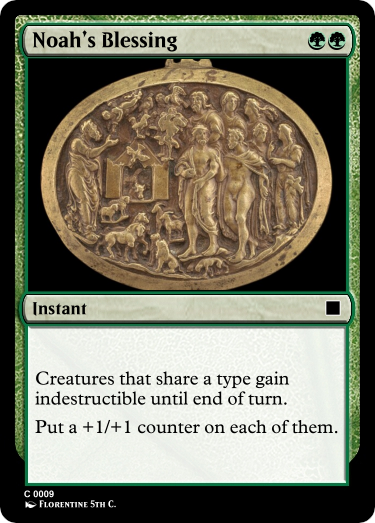 Noah's Blessing
Instant
Creatures that share a type gain
indestructible until end of turn.
Put a +1/+1 counter on each of them.
C 0009
Florentine 5th C.